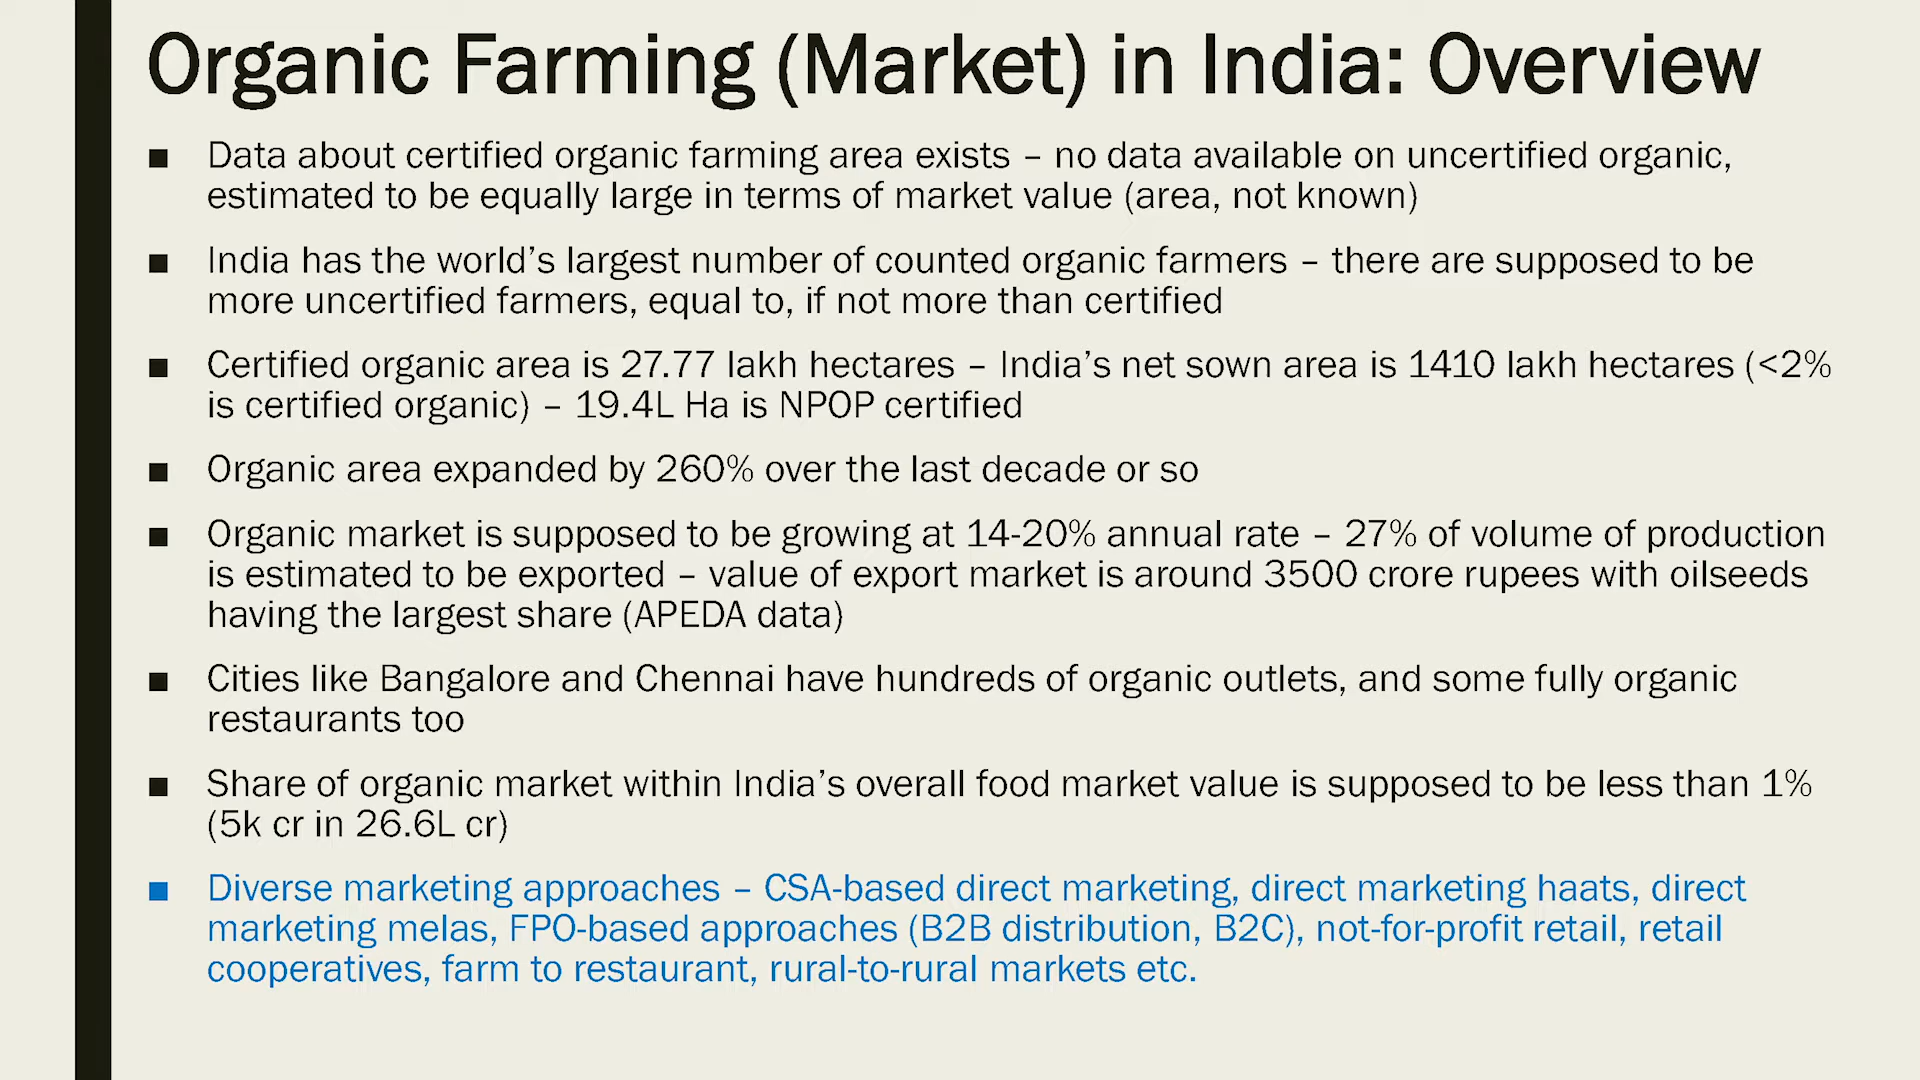 Organic Farming (Market) in India: Overview
■ Data about certified organic farming area exists – no data available on uncertified organic,
estimated to be equally large in terms of market value (area, not known)
■ India has the world’s largest number of counted organic farmers – there are supposed to be
more uncertified farmers, equal to, if not more than certified
■ Certified organic area is 27.77 lakh hectares – India’s net sown area is 1410 lakh hectares (<2%
is certified organic) – 19.4L Ha is NPOP certified
■ Organic area expanded by 260% over the last decade or so
■ Organic market is supposed to be growing at 14-20% annual rate – 27% of volume of production
is estimated to be exported – value of export market is around 3500 crore rupees with oilseeds
having the largest share (APEDA data)
■ Cities like Bangalore and Chennai have hundreds of organic outlets, and some fully organic
restaurants too
■ Share of organic market within India’s overall food market value is supposed to be less than 1%
(5k cr in 26.6L cr)
■ Diverse marketing approaches – CSA-based direct marketing, direct marketing haats, direct
marketing melas, FPO-based approaches (B2B distribution, B2C), not-for-profit retail, retail
cooperatives, farm to restaurant, rural-to-rural markets etc.